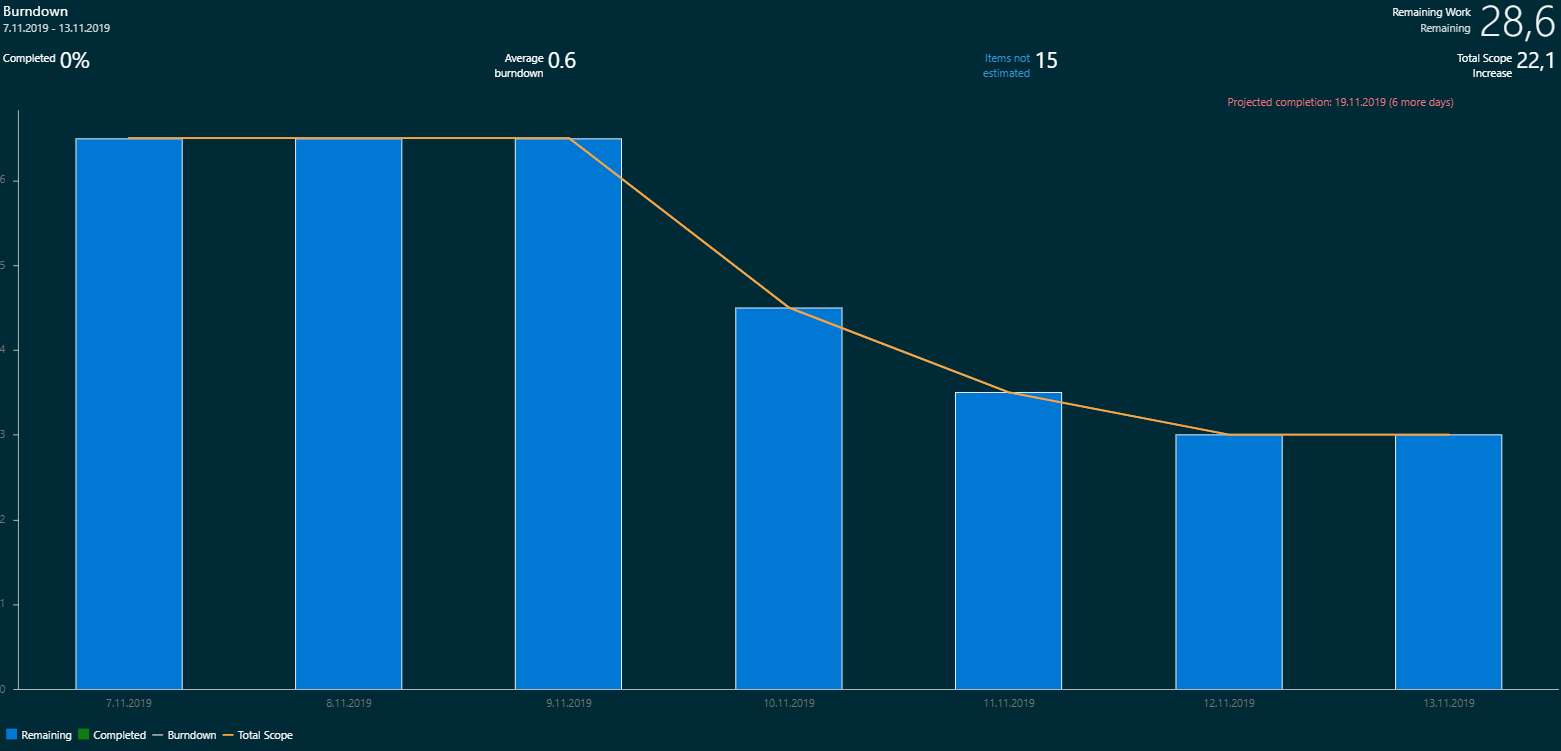 Burndown
7.11.2019 - 13.11.2019
Remaining Work
Remaining
28,6
Completed 0%
Average
burndown
0.6
Items not
estimated
15
Total Scope
Increase
22,1
Projected completion: 19.11.2019 (6 more days)
6
5
4
3
2
1
0
7.11.2019 8.11.2019 9.11.2019 10.11.2019 11.11.2019 12.11.2019 13.11.2019
Remaining Completed Burndown Total Scope